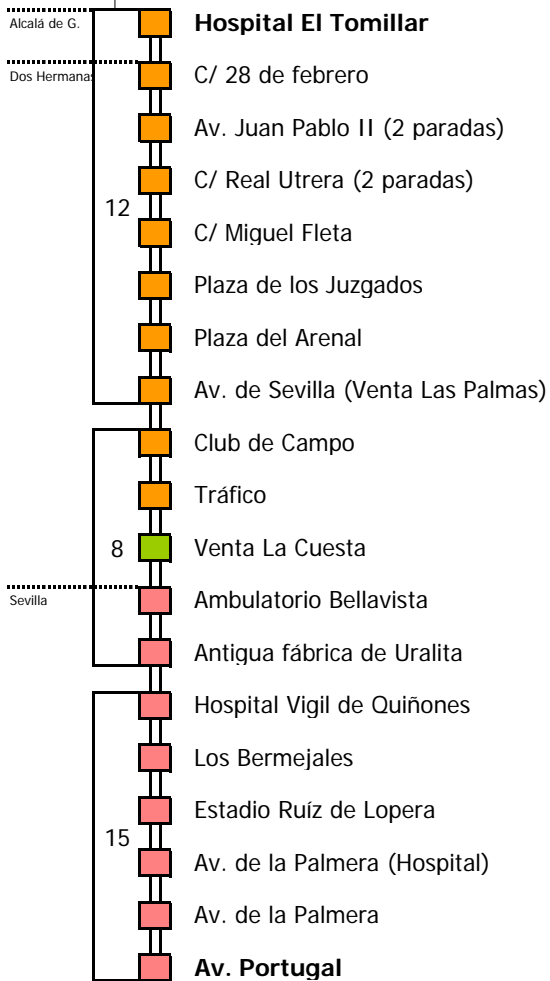 Alcalá de G.
Hospital El Tomillar
Dos Hermanas
C/ 28 de febrero
Av. Juan Pablo II (2 paradas)
C/ Real Utrera (2 paradas)
12
C/ Miguel Fleta
Plaza de los Juzgados
Plaza del Arenal
Av. de Sevilla (Venta Las Palmas)
Club de Campo
Tráfico
8
Venta La Cuesta
Sevilla
Ambulatorio Bellavista
Antigua fábrica de Uralita
Hospital Vigil de Quiñones
Los Bermejales
Estadio Ruíz de Lopera
15
Av. de la Palmera (Hospital)
Av. de la Palmera
Av. Portugal